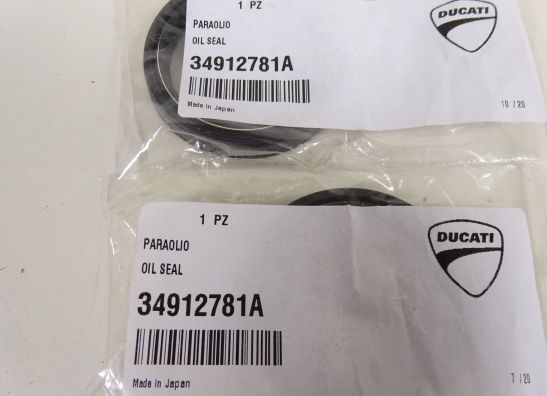 1 PZ
DUCATI
PARAOLIO
OIL SEAL
34912781A
Made in Japan
10 / 20
1 PZ
DUCATI
PARAOLIO
OIL SEAL
34912781A
Made in Japan
7 / 20